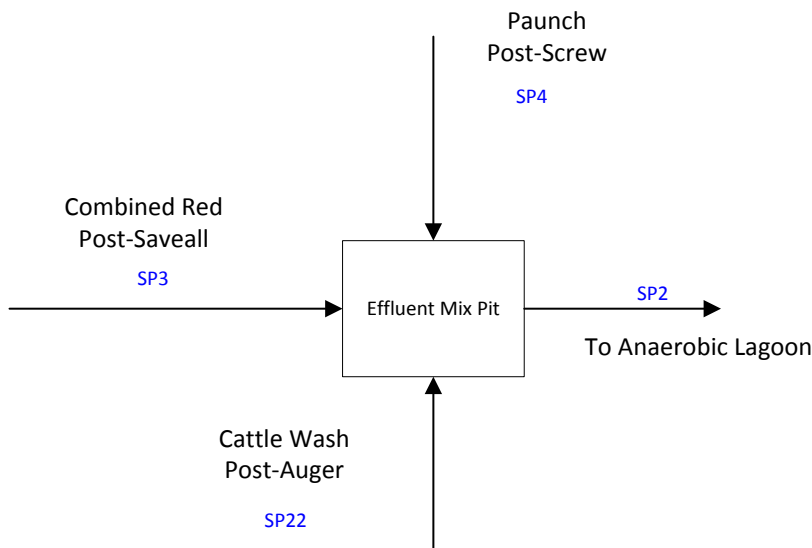 Paunch
Post-Screw
SP4
Combined Red
Post-Saveall
SP3
Effluent Mix Pit
SP2
To Anaerobic Lagoon
Cattle Wash
Post-Auger
SP22